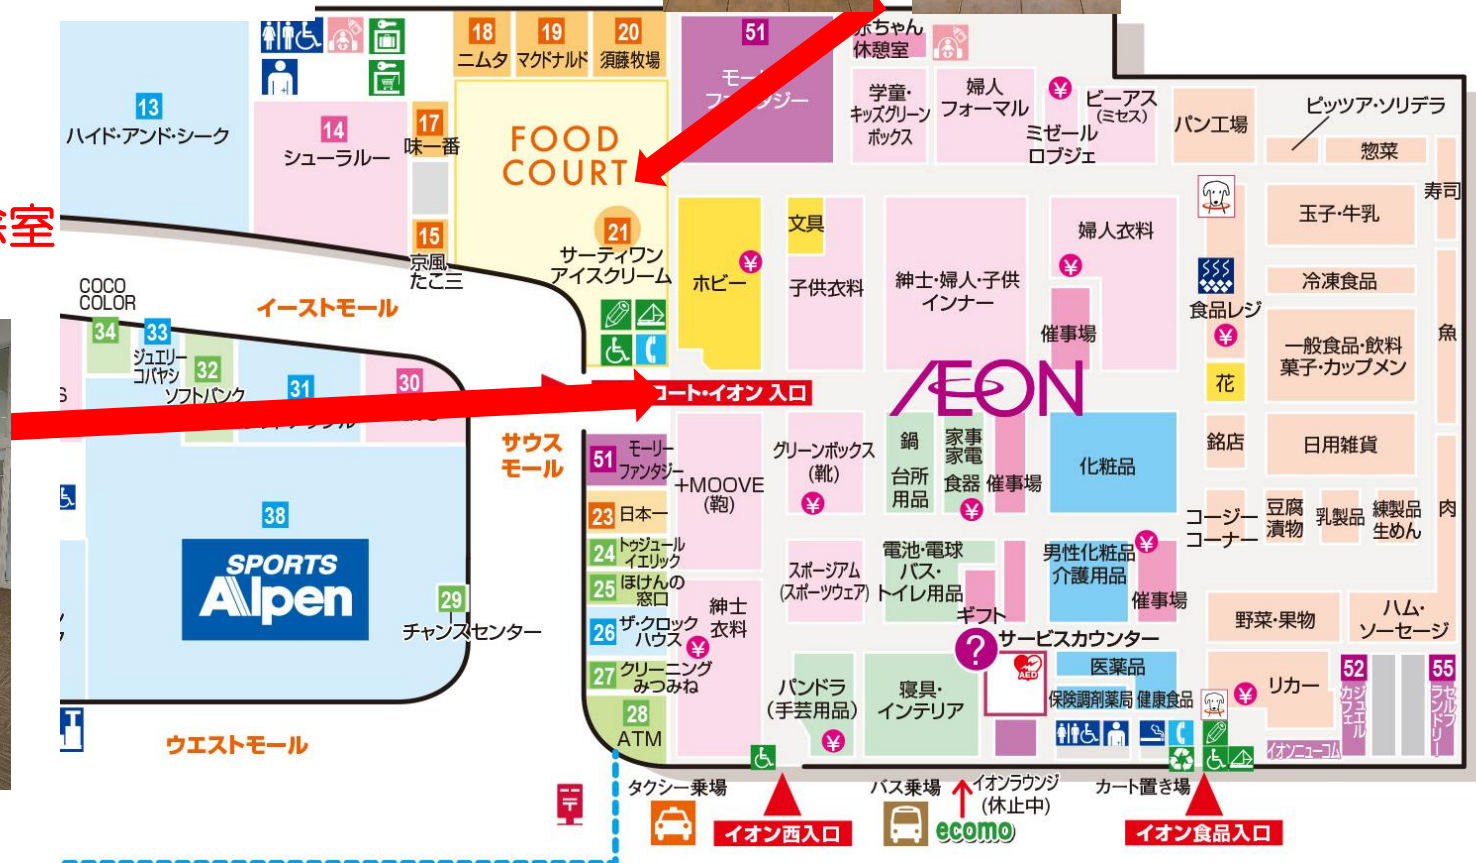 13
ハイド・アンド・シーク
14
シューラルー
17
味一番
15
京風
たこ三
18
ニムタ
19
マクドナルド
20
須藤牧場
FOOD
COURT
21
サーティワン
アイスクリーム
51
赤ちゃん
休憩室
学童・
キッズグリーン
ボックス
婦人
フォーマル
ミゼール
ロブジェ
ビーアス
(ミセス)
パン工場
ピッツア・ソリデラ
惣菜
寿司
玉子・牛乳
冷凍食品
魚
一般食品・飲料
菓子・カップメン
食品レジ
花
ホビー
文具
子供衣料
紳士・婦人・子供
インナー
婦人衣料
催事場
室
COCO
COLOR
34
33
ジュエリー
コバヤシ
32
ソフトバンク
31
30
イーストモール
コート・イオン 入口
ÆON
サウス
モール
51
モーリー
ファンタジー
+MOOVE
(鞄)
グリーンボックス
(靴)
鍋
台所
用品
家事
家電
食器
催事場
化粧品
銘店
日用雑貨
コージー
コーナー
豆腐
漬物
乳製品
練製品
生めん
肉
38
SPORTS
Alpen
29
チャンスセンター
23
日本一
24
トゥジュール
イエリック
25
ほけんの
窓口
26
ザ・クロック
ハウス
27
クリーニング
みつみね
28
ATM
紳士
衣料
スポージアム
(スポーツウェア)
電池・電球
バス・
トイレ用品
男性化粧品
介護用品
催事場
ギフト
?
サービスカウンター
AED
医薬品
保険調剤薬局
健康食品
野菜・果物
ハム・
ソーセージ
リカー
52
ジュエル
カフェ
55
セルフ
ランドリー
イオンニューコム
パンドラ
(手芸用品)
寝具・
インテリア
ウエストモール
タクシー乗場
イオン西入口
バス乗場
イオンラウンジ
(休止中)
ecomo
カート置き場
イオン食品入口